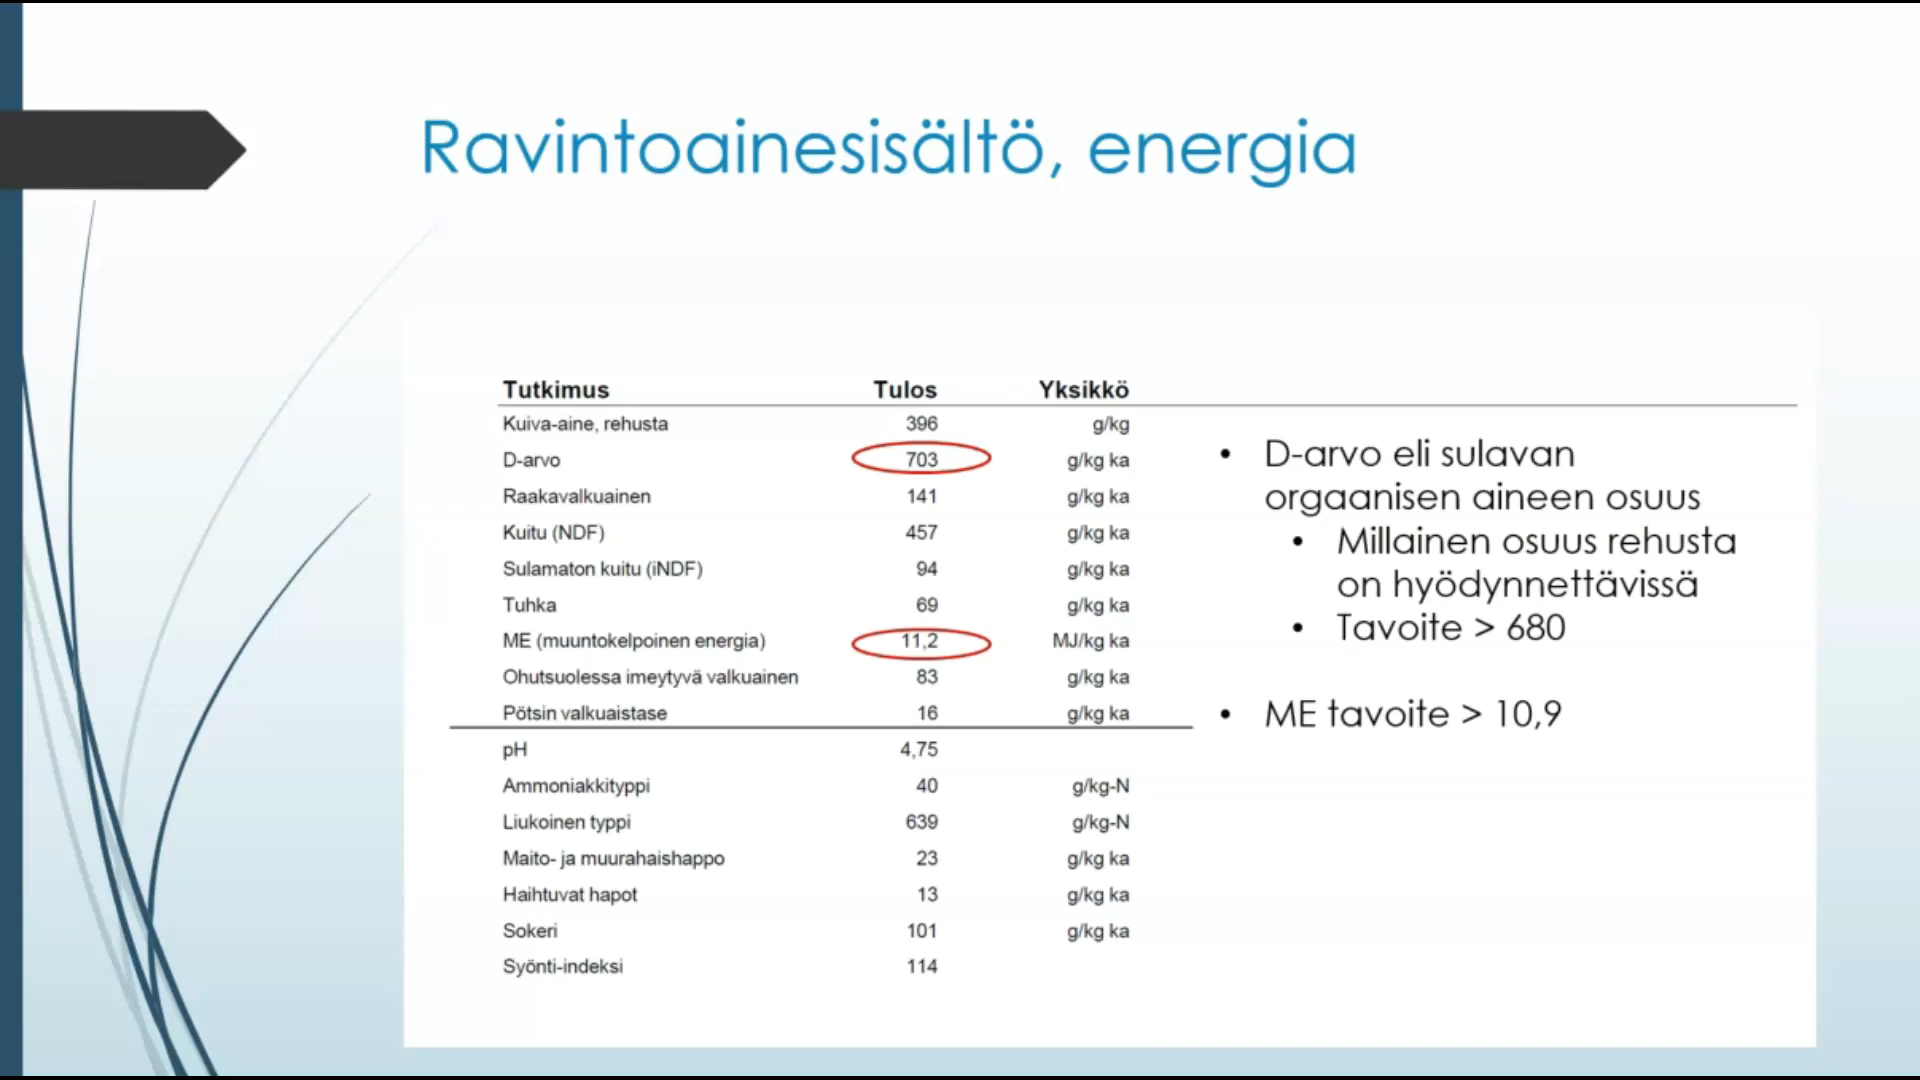 Ravintoainesisältö, energia
Tutkimus Tulos Yksikkö
Kuiva-aine, rehusta 396 g/kg
D-arvo 703 g/kg ka
Raakavalkuainen 141 g/kg ka
Kuitu (NDF) 457 g/kg ka
Sulamaton kuitu (iNDF) 94 g/kg ka
Tuhka 69 g/kg ka
ME (muuntokelpoinen energia) 11,2 MJ/kg ka
Ohutsuolessa imeytyvä valkuainen 83 g/kg ka
Pötsin valkuaistase 16 g/kg ka
pH 4,75
Ammoniakkityppi 40 g/kg-N
Liukoinen typpi 639 g/kg-N
Maito- ja muurahaishappo 23 g/kg ka
Haihtuvat hapot 13 g/kg ka
Sokeri 101 g/kg ka
Syönti-indeksi 114
• D-arvo eli sulavan
orgaanisen aineen osuus
• Millainen osuus rehusta
on hyödynnettävissä
• Tavoite > 680
• ME tavoite > 10,9